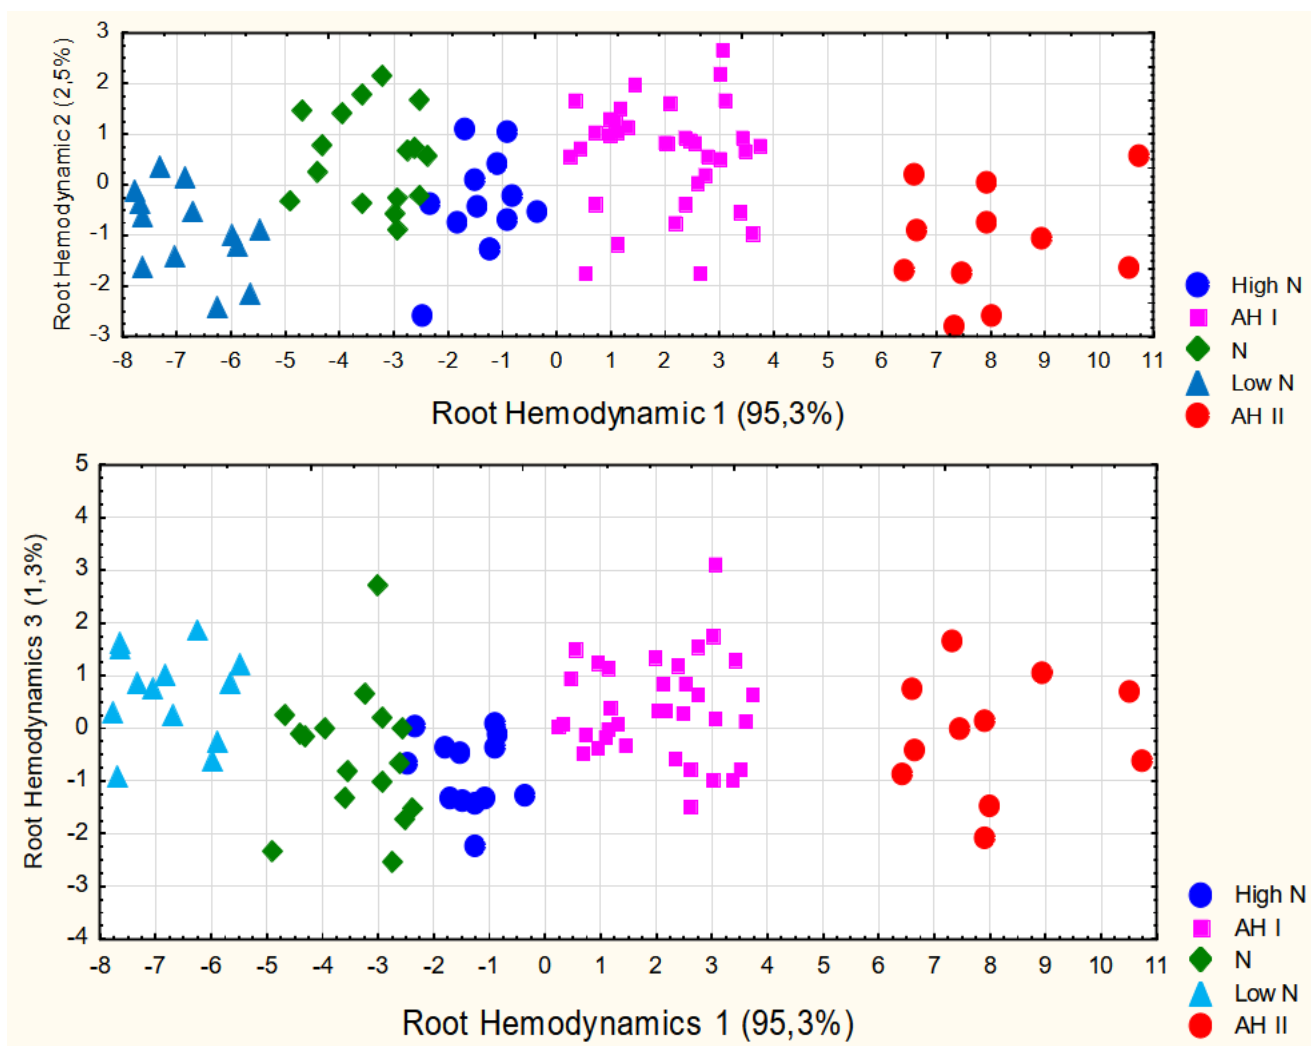 Root Hemodynamic 2 (2,5%)
3
2
1
0
-1
-2
-3
-8 -7 -6 -5 -4 -3 -2 -1 0 1 2 3 4 5 6 7 8 9 10 11
Root Hemodynamic 1 (95,3%)
High N
AH I
N
Low N
AH II
Root Hemodynamics 3 (1,3%)
5
4
3
2
1
0
-1
-2
-3
-4
-8 -7 -6 -5 -4 -3 -2 -1 0 1 2 3 4 5 6 7 8 9 10 11
Root Hemodynamics 1 (95,3%)
High N
AH I
N
Low N
AH II